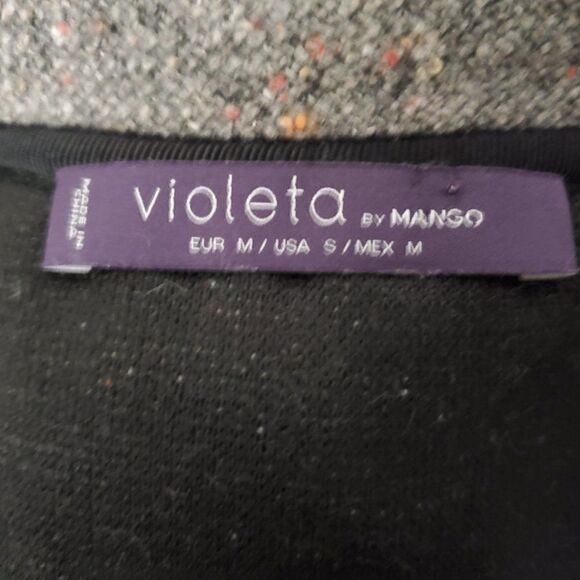 MADE IN
CHINA
violeta BY MANGO
EUR M / USA S / MEX M